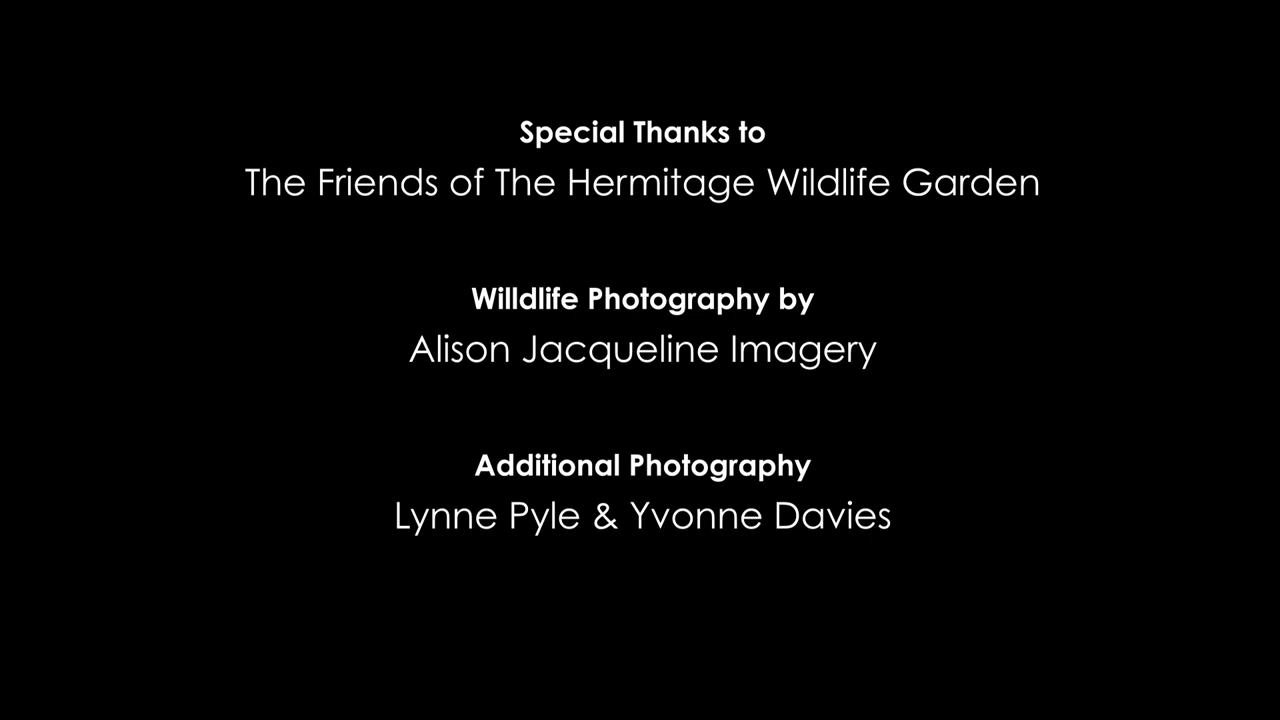 Special Thanks to
The Friends of The Hermitage Wildlife Garden
Willdlife Photography by
Alison Jacqueline Imagery
Additional Photography
Lynne Pyle & Yvonne Davies